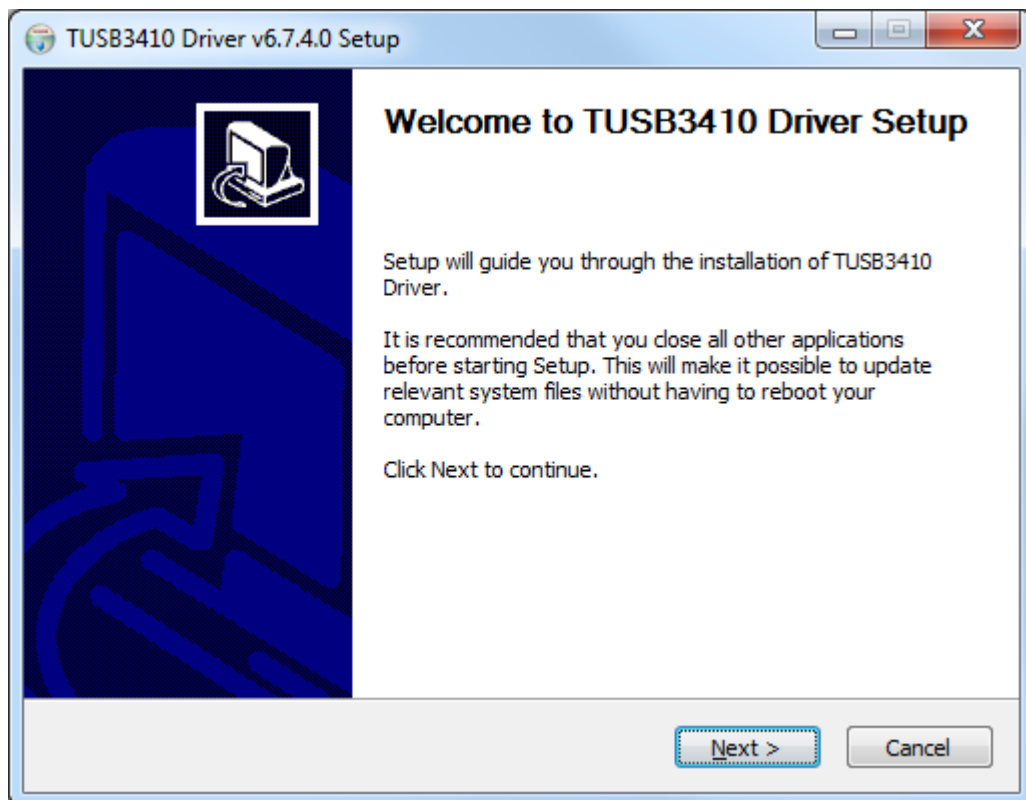 TUSB3410 Driver v6.7.4.0 Setup
Welcome to TUSB3410 Driver Setup
Setup will guide you through the installation of TUSB3410
Driver.
It is recommended that you close all other applications
before starting Setup. This will make it possible to update
relevant system files without having to reboot your
computer.
Click Next to continue.
Next >
Cancel